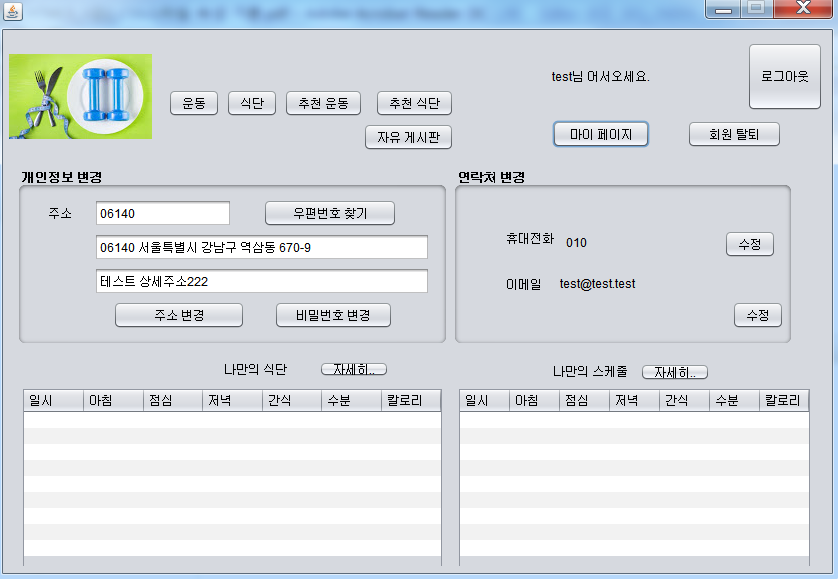 test님 어서오세요.
로그아웃
운동 식단 추천 운동 추천 식단
자유 게시판 마이 페이지 회원 탈퇴
개인정보 변경
주소 06140 우편번호 찾기
06140 서울특별시 강남구 역삼동 670-9
테스트 상세주소222
주소 변경 비밀번호 변경
연락처 변경
휴대전화 010 수정
이메일 test@test.test
수정
나만의 식단 자세히..
일시 아침 점심 저녁 간식 수분 칼로리
나만의 스케줄 자세히..
일시 아침 점심 저녁 간식 수분 칼로리